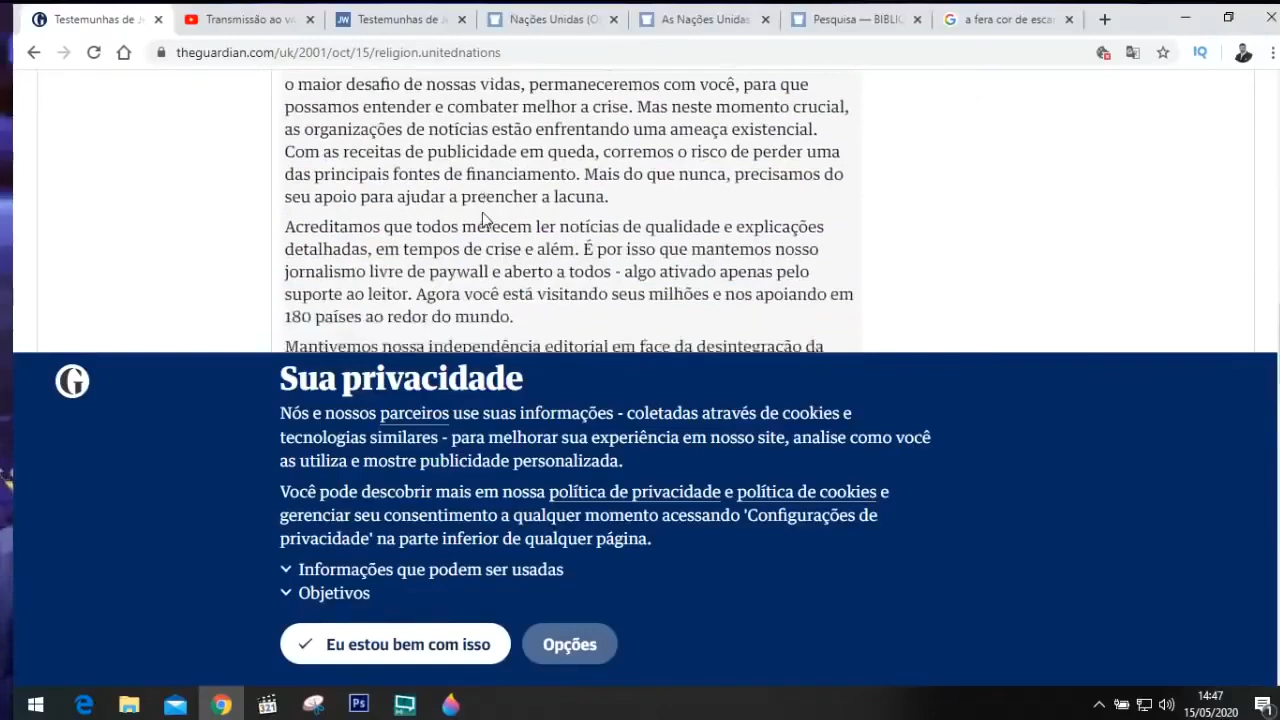 Testemunhas de Je
Transmissão ao vi
Testemunhas de Je
Nações Unidas (O
As Nações Unidas
Pesquisa — BIBLIO
a fera cor de escar
theguardian.com/uk/2001/oct/15/religion.unitednations
IQ
o maior desafio de nossas vidas, permaneceremos com você, para que
possamos entender e combater melhor a crise. Mas neste momento crucial,
as organizações de notícias estão enfrentando uma ameaça existencial.
Com as receitas de publicidade em queda, corremos o risco de perder uma
das principais fontes de financiamento. Mais do que nunca, precisamos do
seu apoio para ajudar a preencher a lacuna.
Acreditamos que todos merecem ler notícias de qualidade e explicações
detalhadas, em tempos de crise e além. É por isso que mantemos nosso
jornalismo livre de paywall e aberto a todos - algo ativado apenas pelo
suporte ao leitor. Agora você está visitando seus milhões e nos apoiando em
180 países ao redor do mundo.
Mantivemos nossa independência editorial em face da desintegração da
Sua privacidade
Nós e nossos parceiros use suas informações - coletadas através de cookies e
tecnologias similares - para melhorar sua experiência em nosso site, analise como você
as utiliza e mostre publicidade personalizada.
Você pode descobrir mais em nossa política de privacidade e política de cookies e
gerenciar seu consentimento a qualquer momento acessando 'Configurações de
privacidade' na parte inferior de qualquer página.
Informações que podem ser usadas
Objetivos
Eu estou bem com isso
Opções
14:47
15/05/2020